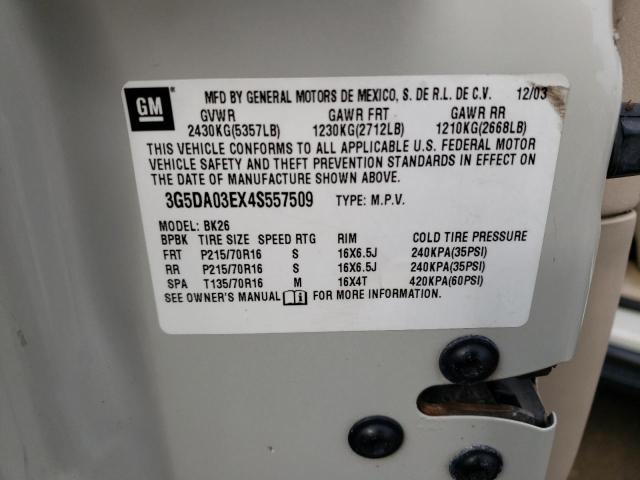 GM
MFD BY GENERAL MOTORS DE MEXICO, S. DE R.L. DE C.V. 12/03
GVWR GAWR FRT GAWR RR
2430KG(5357LB) 1230KG(2712LB) 1210KG(2668LB)
THIS VEHICLE CONFORMS TO ALL APPLICABLE U.S. FEDERAL MOTOR
VEHICLE SAFETY AND THEFT PREVENTION STANDARDS IN EFFECT ON
THE DATE OF MANUFACTURE SHOWN ABOVE.
3G5DA03EX4S557509 TYPE: M.P.V.
MODEL: BK26
BPBK TIRE SIZE SPEED RTG RIM COLD TIRE PRESSURE
FRT P215/70R16 S 16X6.5J 240KPA(35PSI)
RR P215/70R16 S 16X6.5J 240KPA(35PSI)
SPA T135/70R16 M 16X4T 420KPA(60PSI)
SEE OWNER'S MANUAL FOR MORE INFORMATION.